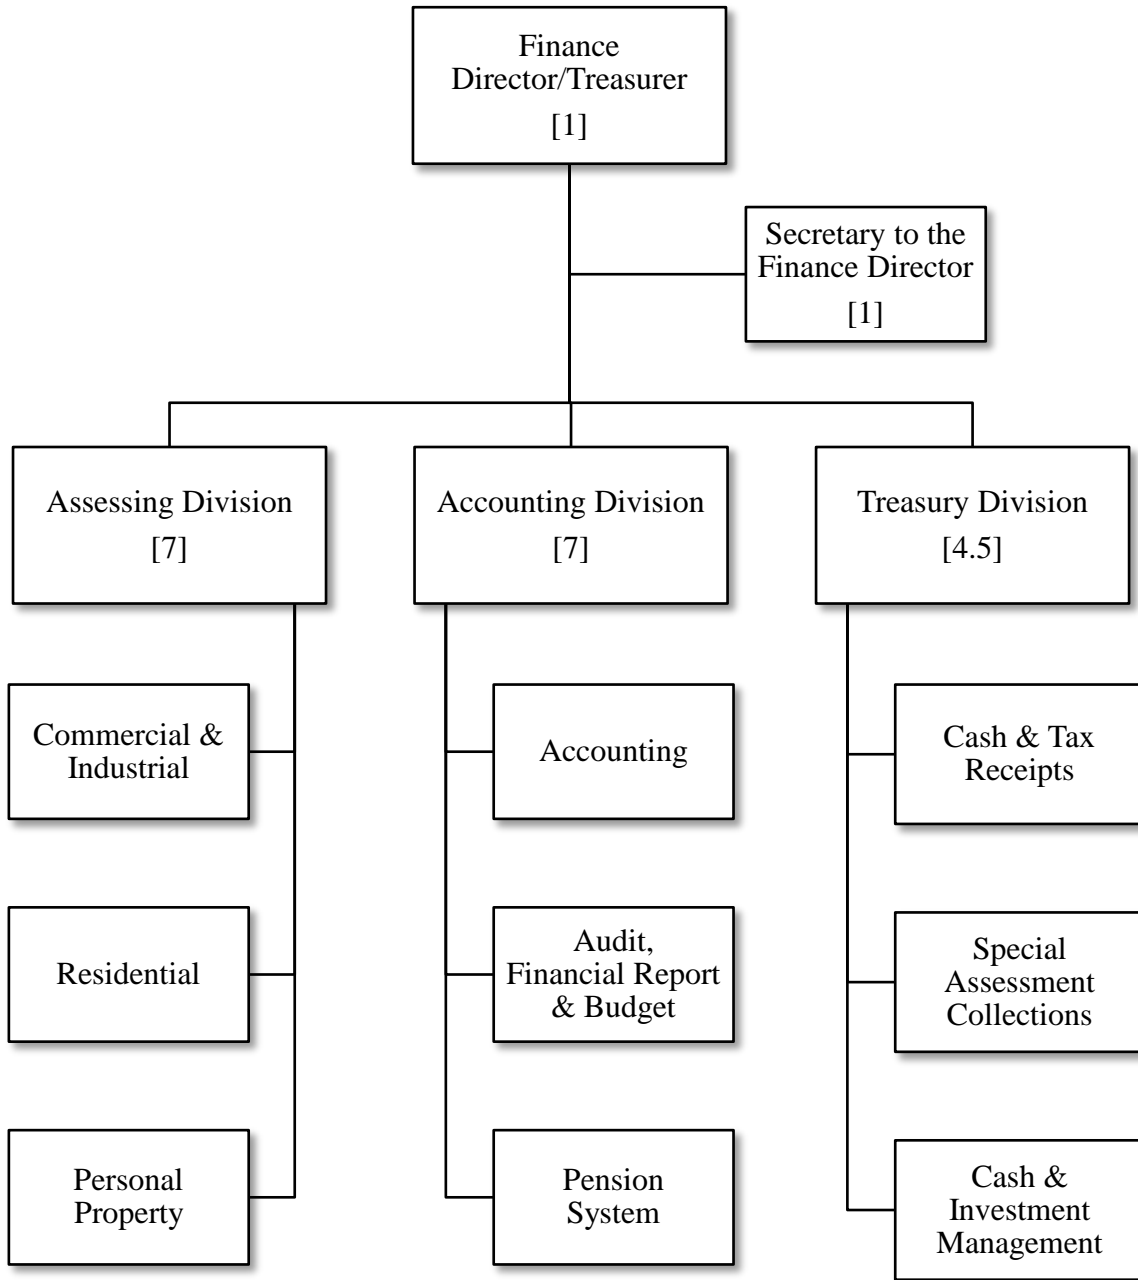 Finance
Director/Treasurer
[1]
Secretary to the
Finance Director
[1]
Assessing Division
[7]
Accounting Division
[7]
Treasury Division
[4.5]
Commercial &
Industrial
Accounting
Cash & Tax
Receipts
Residential
Audit,
Financial Report
& Budget
Special
Assessment
Collections
Personal
Property
Pension
System
Cash &
Investment
Management